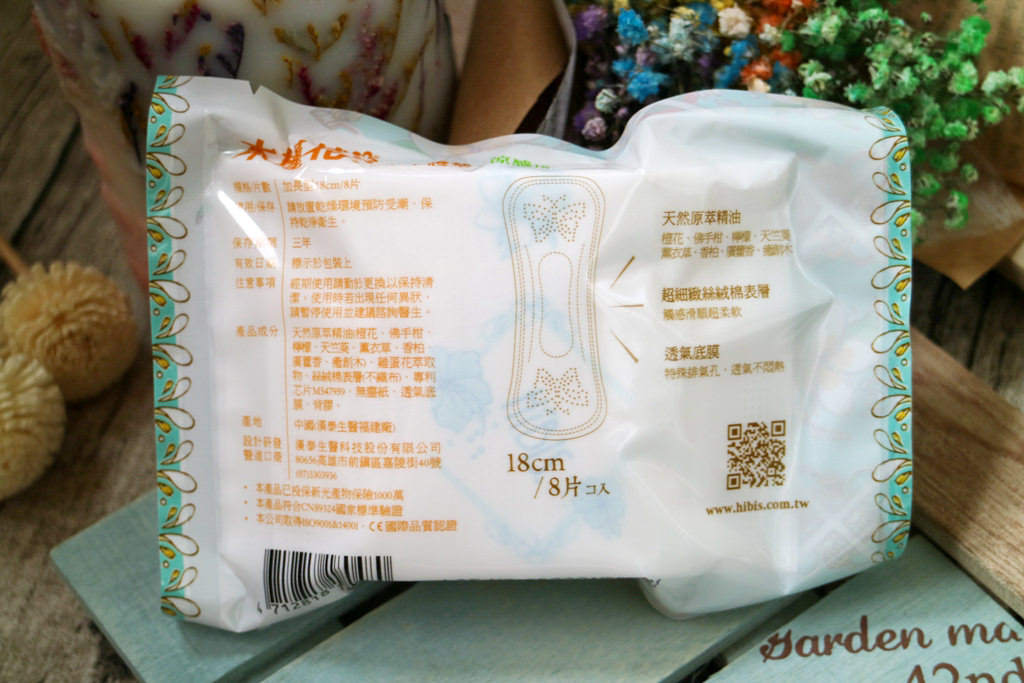 涼感
規格/片數 加長型18cm/8片
使用/保存 請放置乾燥環境預防受潮,保
持乾淨衛生。
保存期限 三年
有效日期 標示於包裝上
注意事項 經期使用請勤於更換以保持清
潔,使用時若出現任何異狀,
請暫停使用並建議諮詢醫生。
產品成分 天然原萃精油(橙花、佛手柑、
檸檬、天竺葵、薰衣草、香柏、
廣藿香、癒創木)、雞蛋花萃取
物、絲絨棉表層(不織布)、專利
芯片M547959、無塵紙、透氣底
膜、背膠。
產地 中國(漢泰生醫福建廠)
設計研發
暨進口商
漢泰生醫科技股份有限公司
80656高雄市前鎮區嘉陵街40號
(07)3303936
・本產品已投保新光產物保險1000萬
・本產品符合CNS9324國家標準驗證
・本公司取得ISO9001&14001、CE國際品質認證
4 712818
天然原萃精油
橙花、佛手柑、檸檬、天竺葵
薰衣草、香柏、廣藿香、癒創木
超細緻絲絨棉表層
觸感滑順超柔軟
透氣底膜
特殊排氣孔,透氣不悶熱
18cm
/8片コ入
www.hibis.com.tw
garden ma
42nd